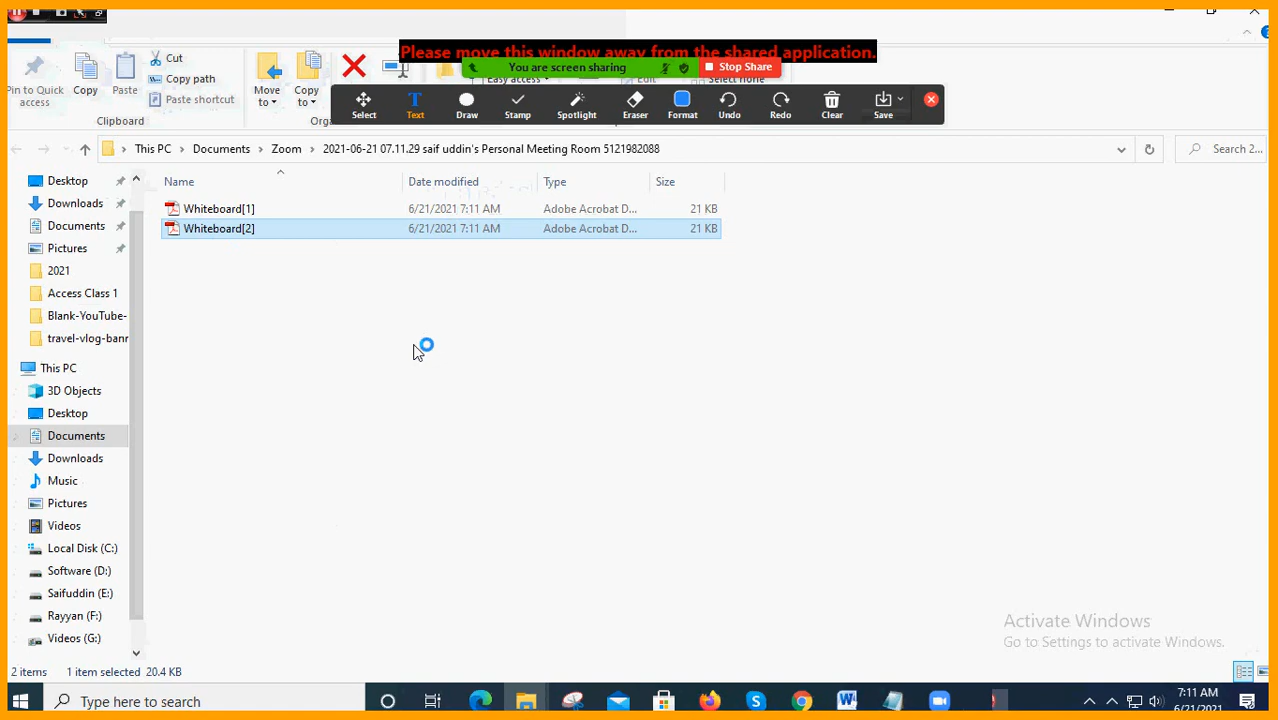 Please move this window away from the shared application.
You are screen sharing
Stop Share
Pin to Quick access
Copy
Paste
Cut
Copy path
Paste shortcut
Clipboard
Move to
Copy to
Orga
Easy access
Edit
Select none
Select
Text
Draw
Stamp
Spotlight
Eraser
Format
Undo
Redo
Clear
Save
This PC
Documents
Zoom
2021-06-21 07.11.29 saif uddin's Personal Meeting Room 5121982088
Search 2...
Name
Date modified
Type
Size
Whiteboard[1] 6/21/2021 7:11 AM Adobe Acrobat D... 21 KB
Whiteboard[2] 6/21/2021 7:11 AM Adobe Acrobat D... 21 KB
Desktop
Downloads
Documents
Pictures
2021
Access Class 1
Blank-YouTube-
travel-vlog-bann
This PC
3D Objects
Desktop
Documents
Downloads
Music
Pictures
Videos
Local Disk (C:)
Software (D:)
Saifuddin (E:)
Rayyan (F:)
Videos (G:)
Activate Windows
Go to Settings to activate Windows.
2 items
1 item selected 20.4 KB
Type here to search
7:11 AM
6/21/2021